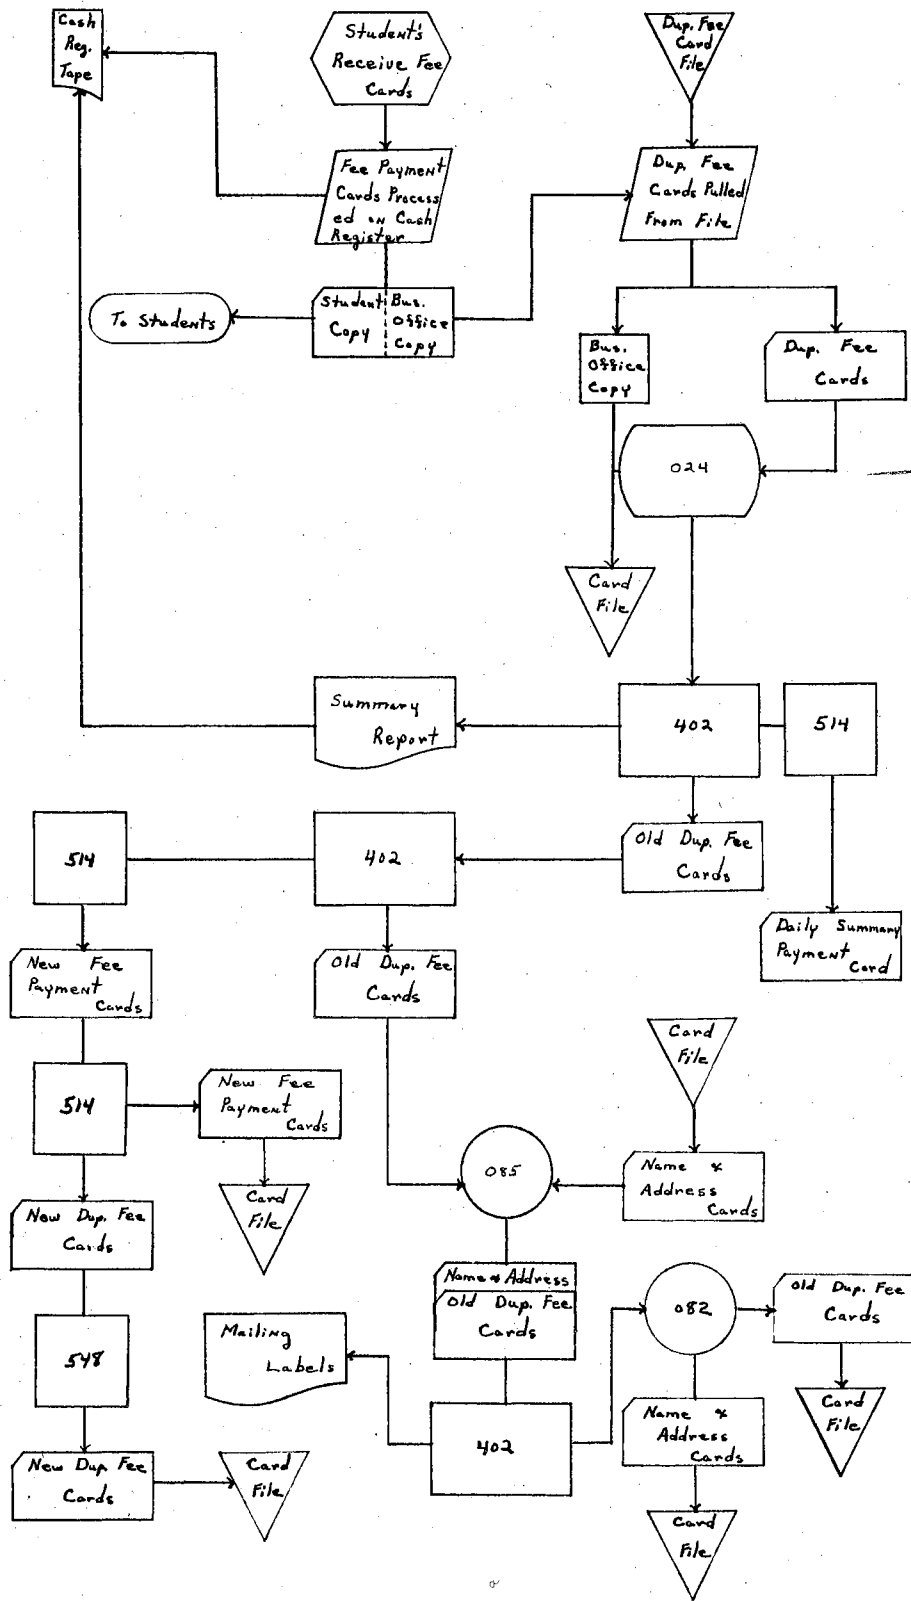 Cash
Reg.
Tape
Student's
Receive Fee
Cards
Dup. Fee
Card
File
Fee Payment
Cards Process
ed on Cash
Register
Dup. Fee
Cards Pulled
From File
To Students
Student
Copy
Bus.
Office
Copy
Bus.
Office
Copy
Dup. Fee
Cards
024
Card
File
Summary
Report
402
514
514
402
Old Dup. Fee
Cards
Daily Summary
Payment
Card
New Fee
Payment
Cards
Old Dup. Fee
Cards
Card
File
514
New Fee
Payment
Cards
085
Name &
Address
Cards
New Dup. Fee
Cards
Card
File
Name & Address
Old Dup. Fee
Cards
082
Old Dup. Fee
Cards
Mailing
Labels
548
402
Name &
Address
Cards
Card
File
New Dup. Fee
Cards
Card
File
Card
File